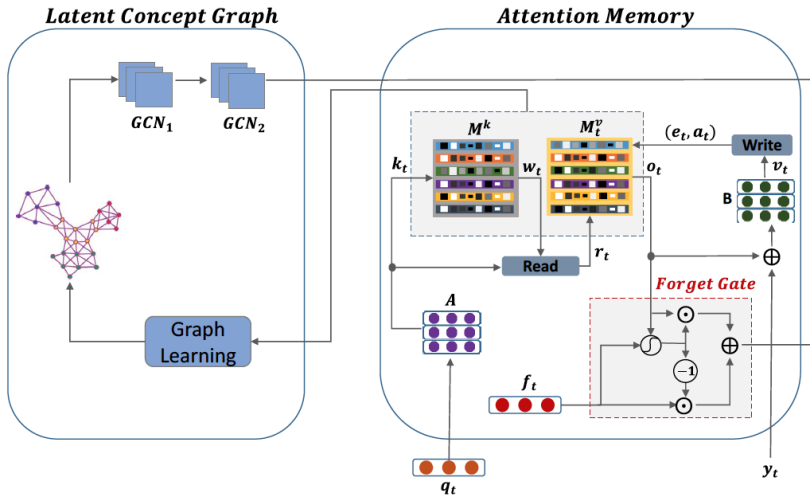 Latent Concept Graph
Attention Memory
GCN₁
GCN₂
Mᵏ
Mₜᵛ
(eₜ, aₜ)
Write
kₜ
wₜ
oₜ
vₜ
B
rₜ
Read
Forget Gate
A
Graph
Learning
−1
fₜ
qₜ
yₜ